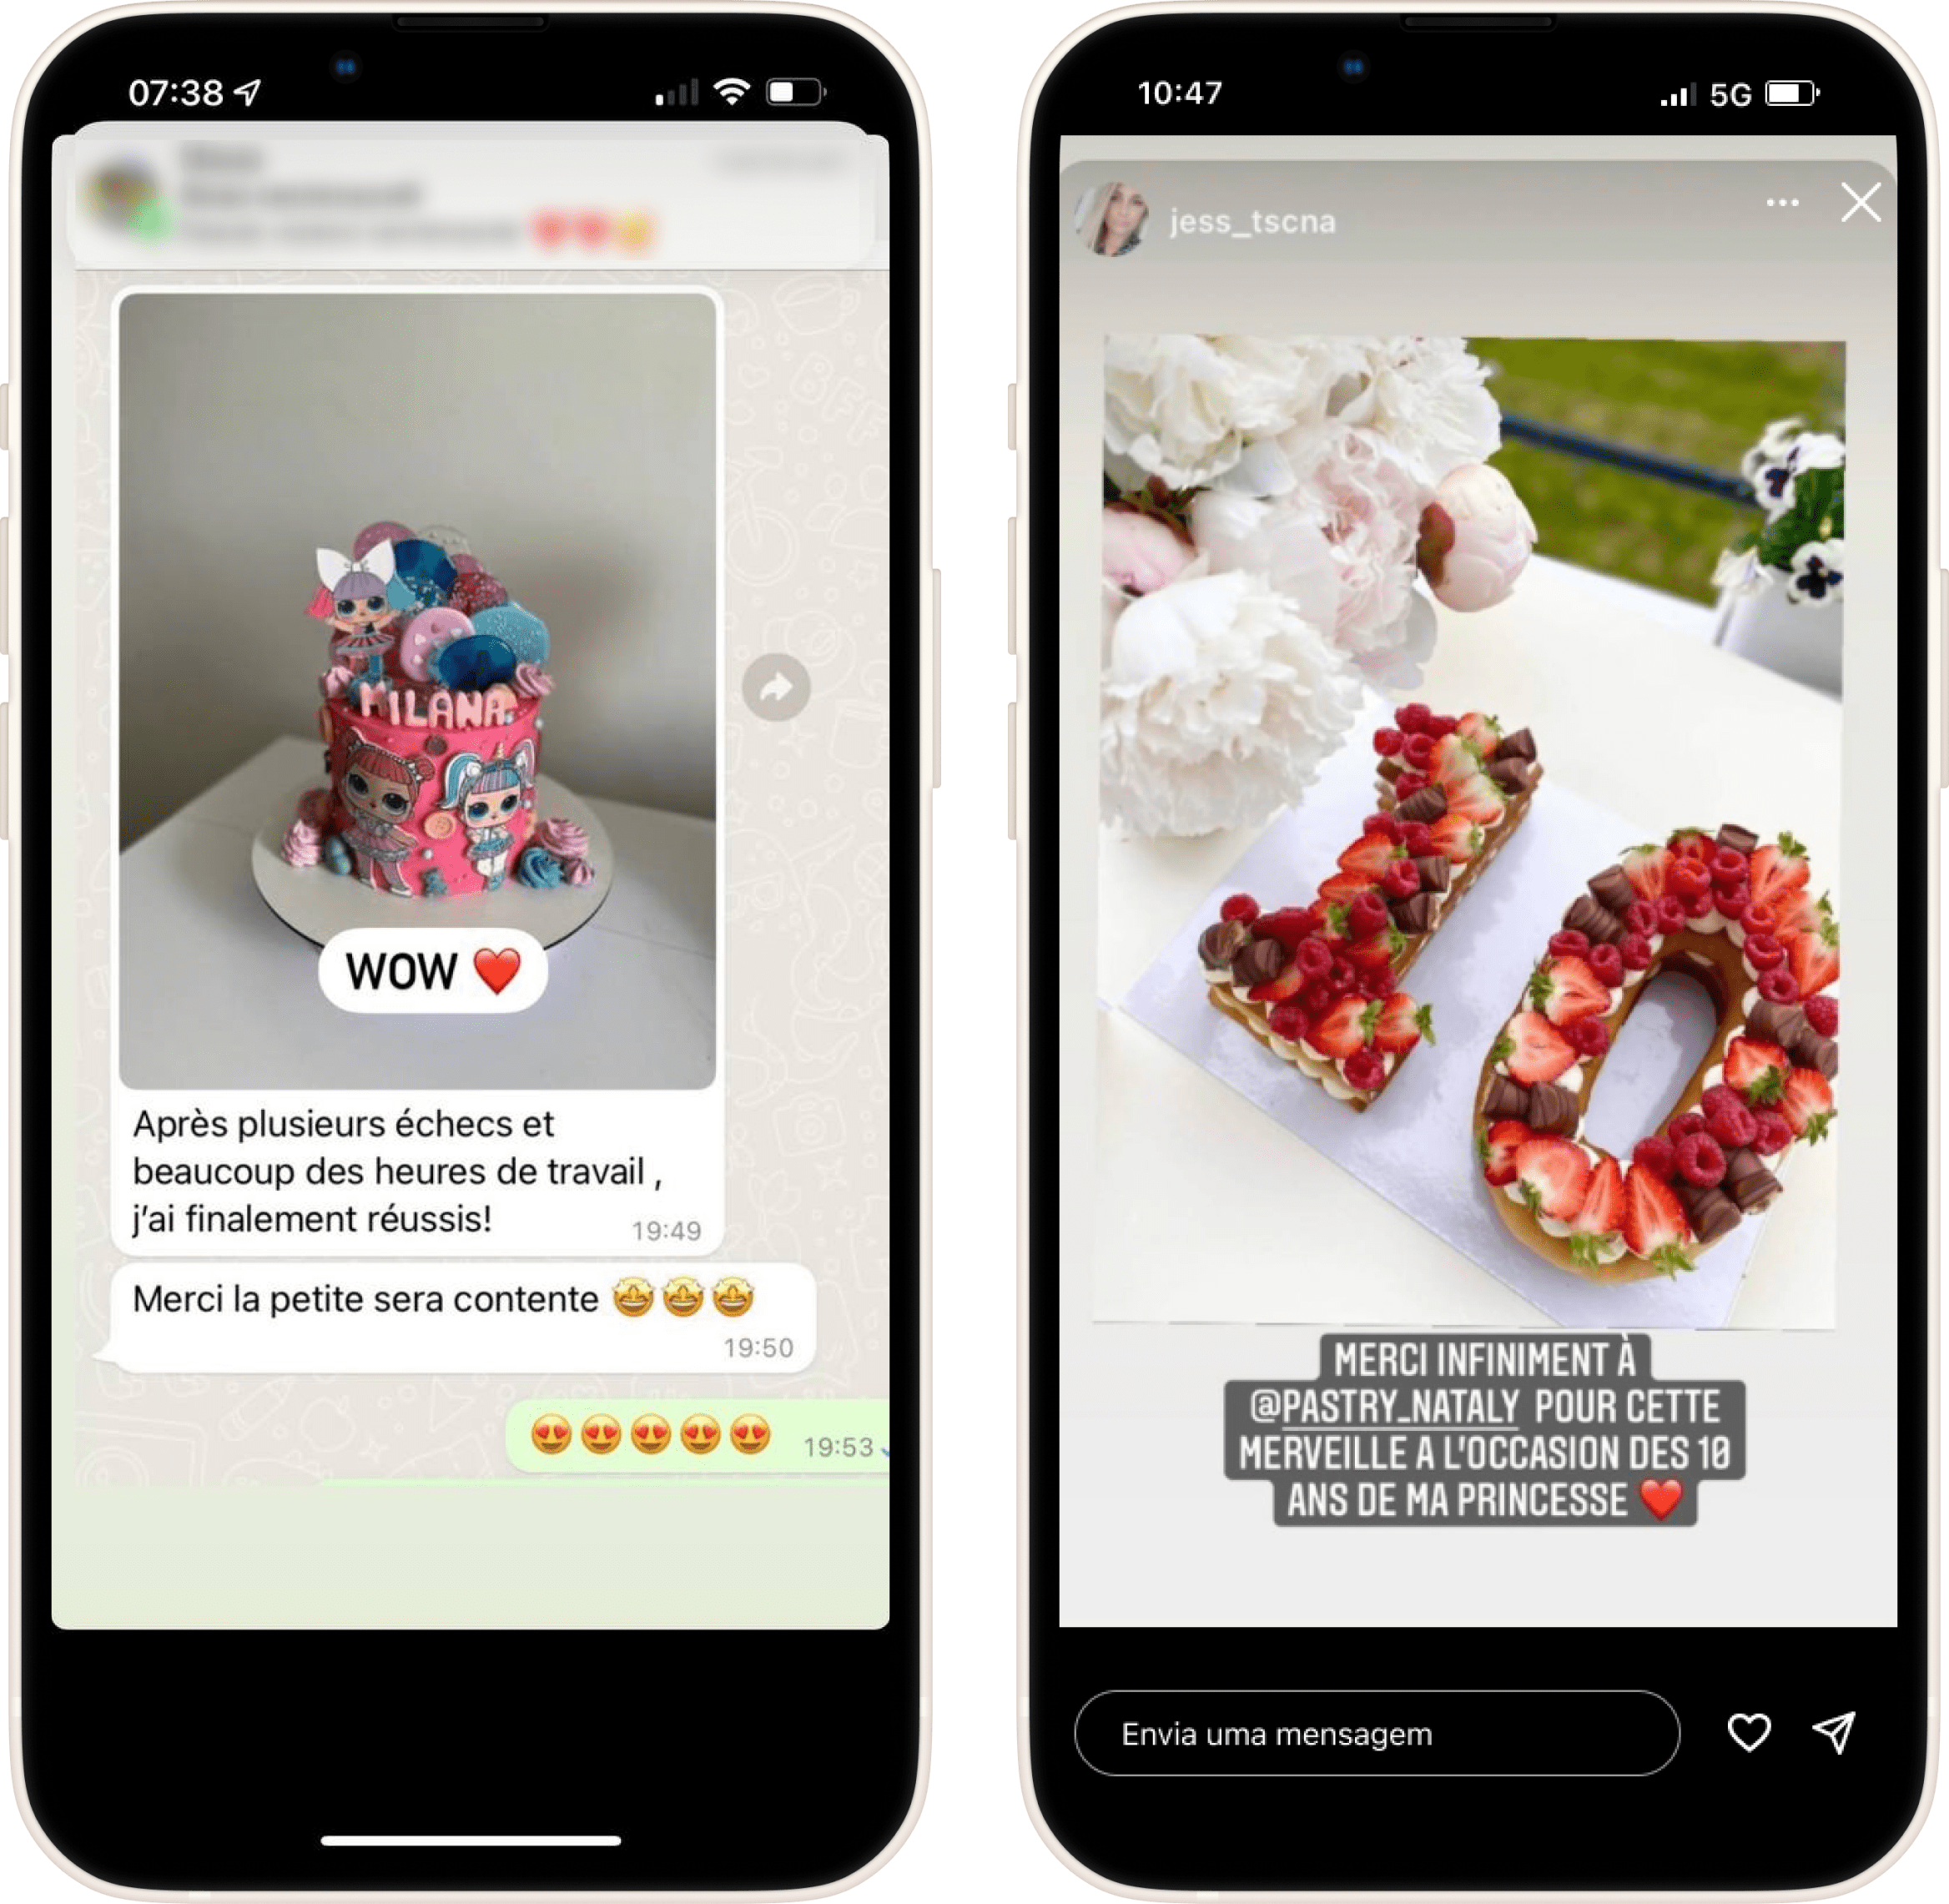 07:38
MILANA
WOW ❤️
Après plusieurs échecs et
beaucoup des heures de travail ,
j'ai finalement réussis!
19:49
Merci la petite sera contente 🤩🤩🤩
19:50
😍😍😍😍😍
19:53
10:47
5G
jess_tscna
10
MERCI INFINIMENT À
@PASTRY_NATALY POUR CETTE
MERVEILLE A L'OCCASION DES 10
ANS DE MA PRINCESSE ❤️
Envia uma mensagem